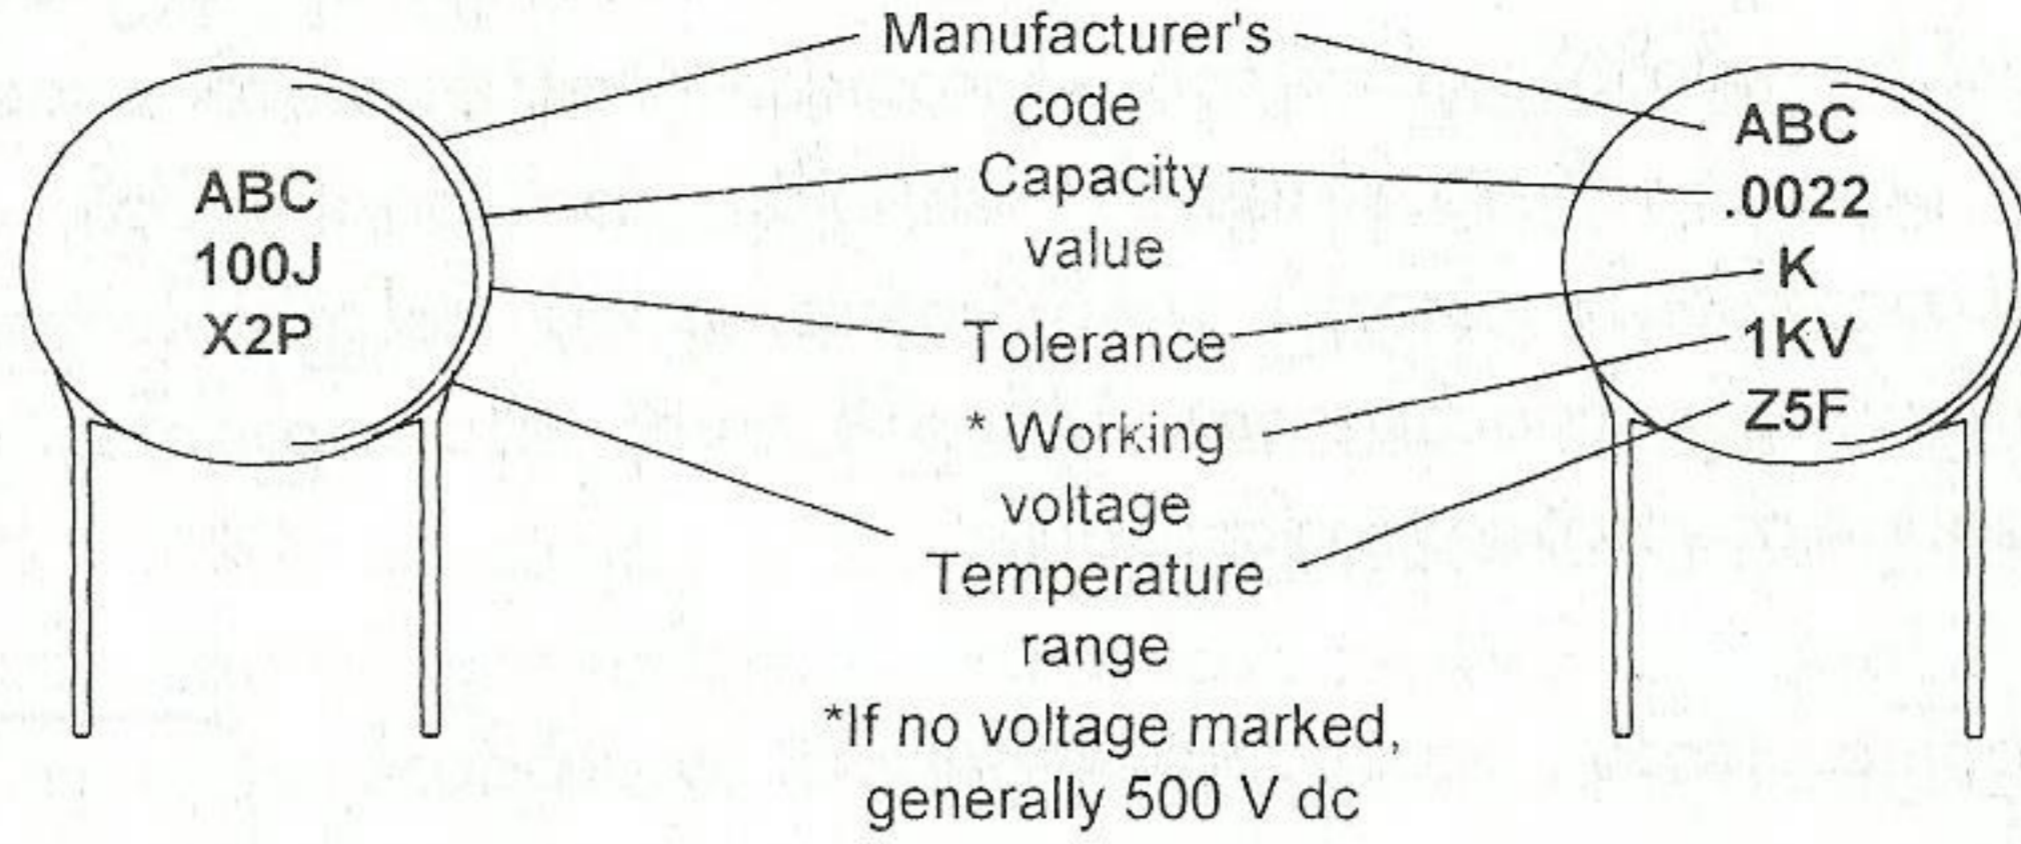 ABC
100J
X2P
Manufacturer's
code
Capacity
value
Tolerance
* Working
voltage
Temperature
range
*If no voltage marked,
generally 500 V dc
ABC
.0022
K
1KV
Z5F